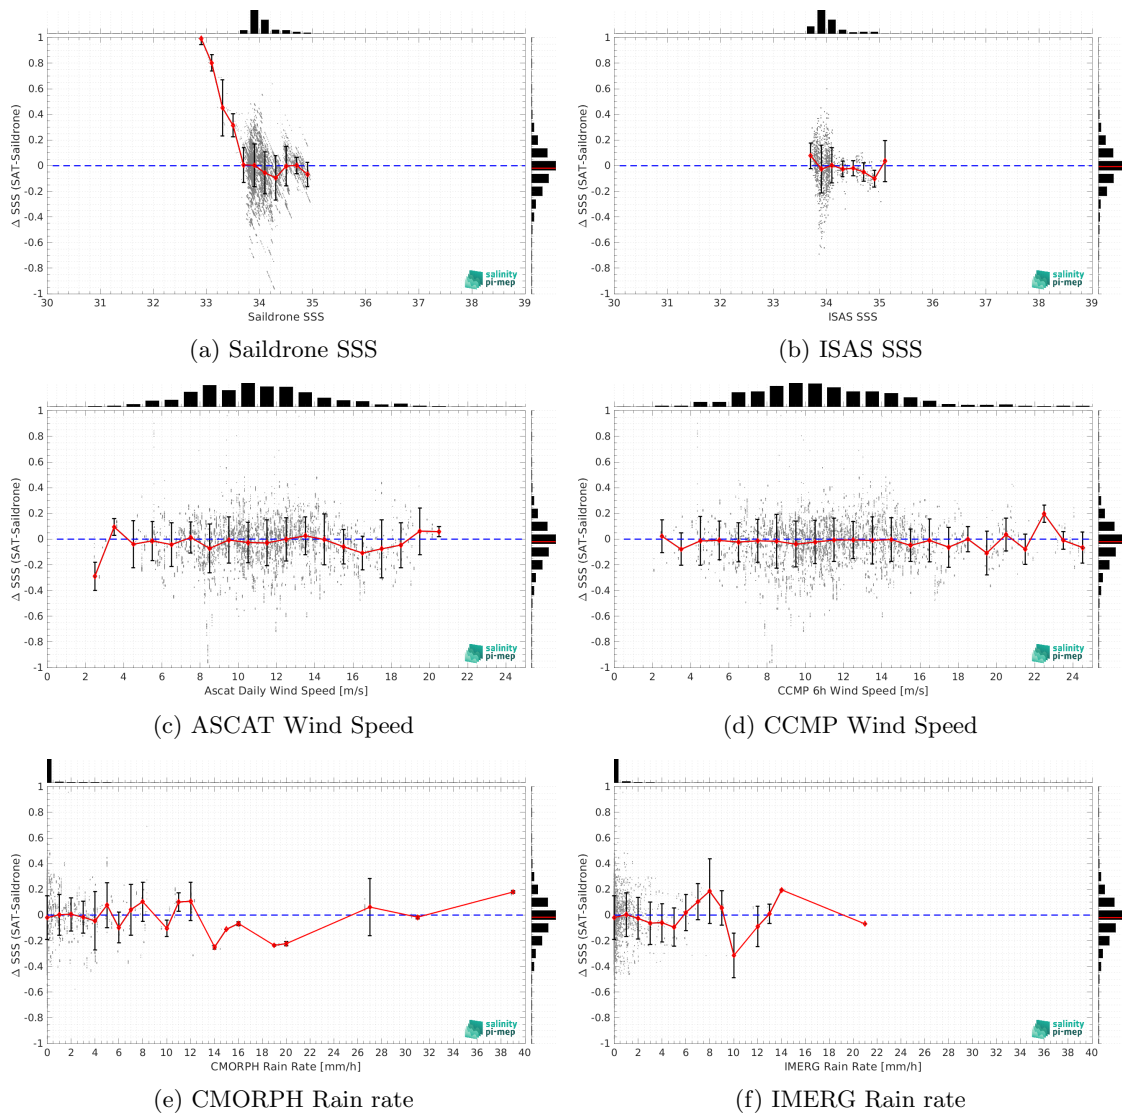 1
0.8
0.6
0.4
0.2
0
-0.2
-0.4
-0.6
-0.8
-1
Δ SSS (SAT-Saildrone)
30 31 32 33 34 35 36 37 38 39
Saildrone SSS
salinity
pi-mep
(a) Saildrone SSS
1
0.8
0.6
0.4
0.2
0
-0.2
-0.4
-0.6
-0.8
-1
Δ SSS (SAT-Saildrone)
30 31 32 33 34 35 36 37 38 39
ISAS SSS
salinity
pi-mep
(b) ISAS SSS
1
0.8
0.6
0.4
0.2
0
-0.2
-0.4
-0.6
-0.8
-1
Δ SSS (SAT-Saildrone)
0 2 4 6 8 10 12 14 16 18 20 22 24
Ascat Daily Wind Speed [m/s]
salinity
pi-mep
(c) ASCAT Wind Speed
1
0.8
0.6
0.4
0.2
0
-0.2
-0.4
-0.6
-0.8
-1
Δ SSS (SAT-Saildrone)
0 2 4 6 8 10 12 14 16 18 20 22 24
CCMP 6h Wind Speed [m/s]
salinity
pi-mep
(d) CCMP Wind Speed
1
0.8
0.6
0.4
0.2
0
-0.2
-0.4
-0.6
-0.8
-1
Δ SSS (SAT-Saildrone)
0 2 4 6 8 10 12 14 16 18 20 22 24 26 28 30 32 34 36 38 40
CMORPH Rain Rate [mm/h]
salinity
pi-mep
(e) CMORPH Rain rate
1
0.8
0.6
0.4
0.2
0
-0.2
-0.4
-0.6
-0.8
-1
Δ SSS (SAT-Saildrone)
0 2 4 6 8 10 12 14 16 18 20 22 24 26 28 30 32 34 36 38 40
IMERG Rain Rate [mm/h]
salinity
pi-mep
(f) IMERG Rain rate